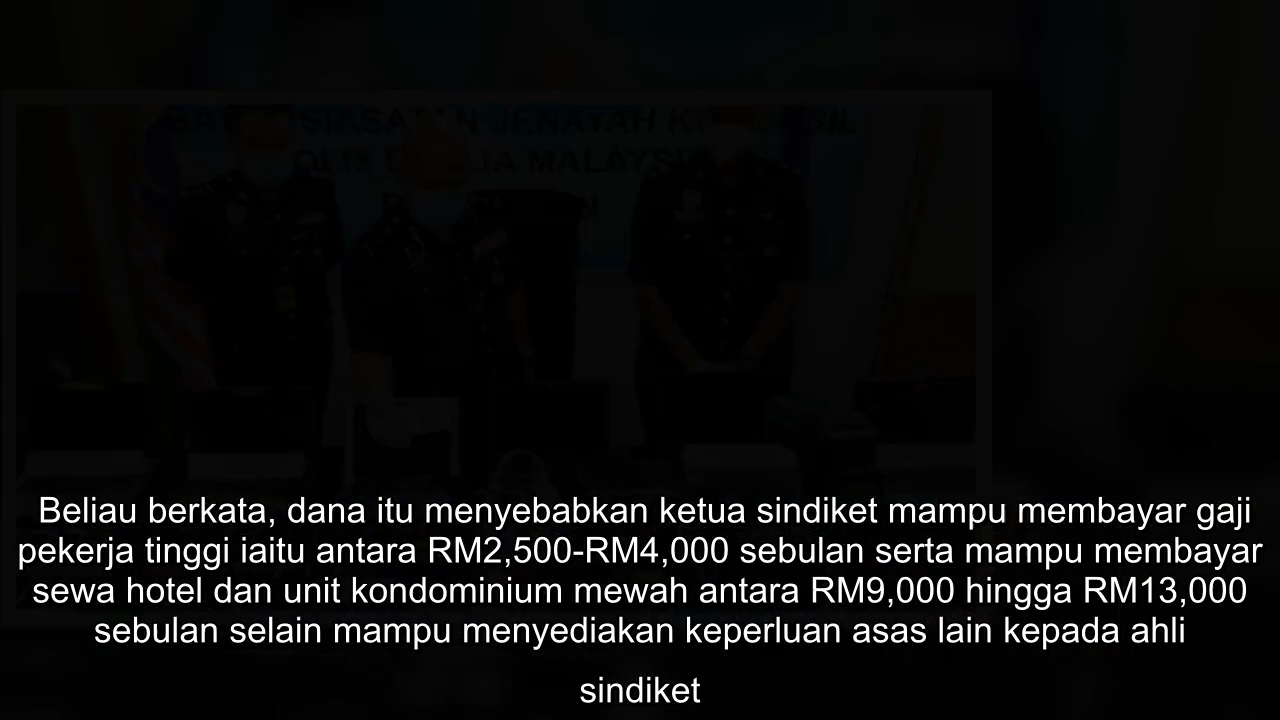 Beliau berkata, dana itu menyebabkan ketua sindiket mampu membayar gaji
pekerja tinggi iaitu antara RM2,500-RM4,000 sebulan serta mampu membayar
sewa hotel dan unit kondominium mewah antara RM9,000 hingga RM13,000
sebulan selain mampu menyediakan keperluan asas lain kepada ahli
sindiket